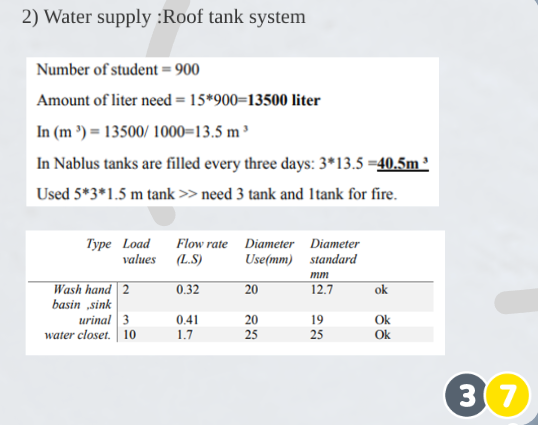 2) Water supply :Roof tank system
Number of student = 900
Amount of liter need = 15*900=13500 liter
In (m ³) = 13500/ 1000=13.5 m ³
In Nablus tanks are filled every three days: 3*13.5 =40.5m ³
Used 5*3*1.5 m tank >> need 3 tank and 1tank for fire.
Type Load Flow rate Diameter Diameter
values (L.S) Use(mm) standard
mm
Wash hand 2 0.32 20 12.7 ok
basin ,sink
urinal 3 0.41 20 19 Ok
water closet. 10 1.7 25 25 Ok
3 7